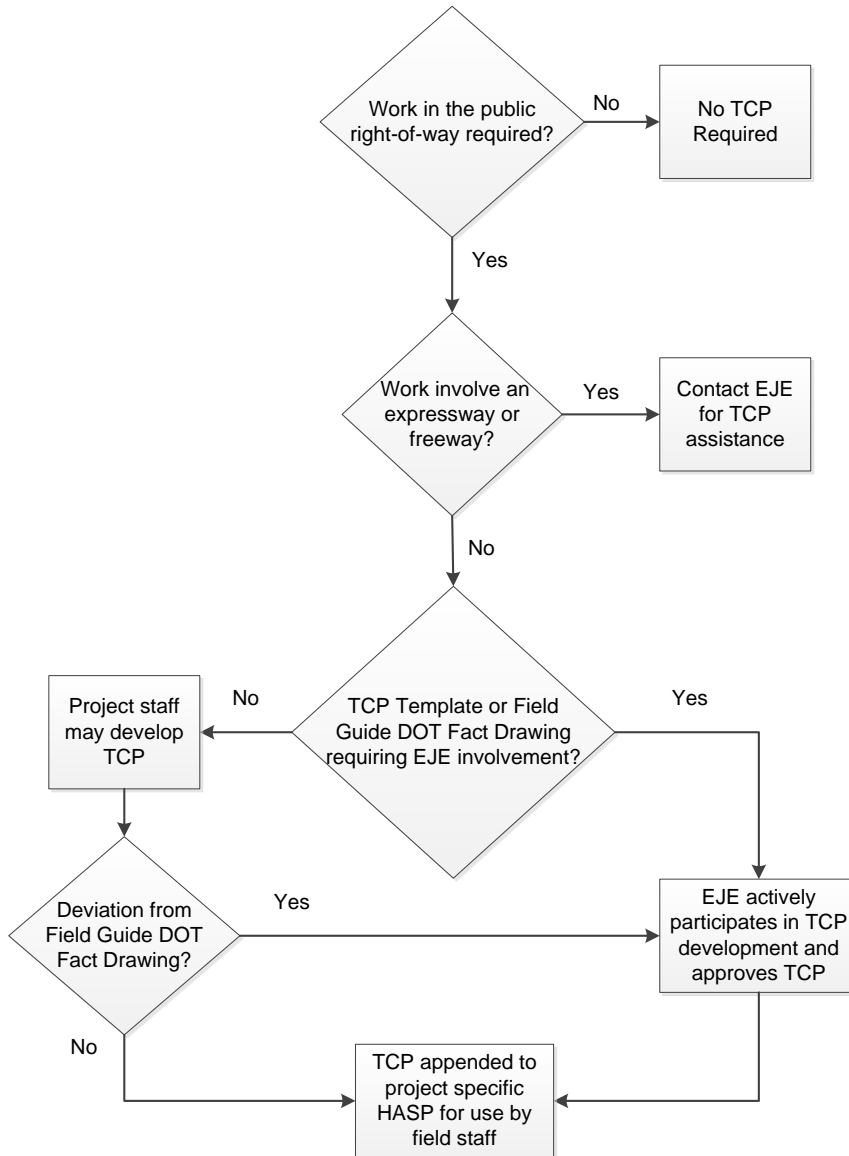 Work in the public
right-of-way required?
No
No TCP
Required
Yes
Work involve an
expressway or
freeway?
Yes
Contact EJE
for TCP
assistance
No
TCP Template or Field
Guide DOT Fact Drawing
requiring EJE involvement?
No
Yes
Project staff
may develop
TCP
Deviation from
Field Guide DOT
Fact Drawing?
Yes
EJE actively
participates in TCP
development and
approves TCP
No
TCP appended to
project specific
HASP for use by
field staff